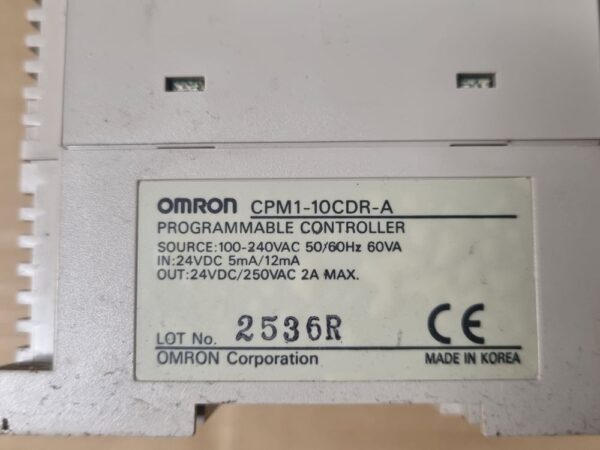 OMRON CPM1-10CDR-A
PROGRAMMABLE CONTROLLER
SOURCE:100-240VAC 50/60Hz 60VA
IN:24VDC 5mA/12mA
OUT:24VDC/250VAC 2A MAX.
LOT No. 2536R CE
OMRON Corporation MADE IN KOREA